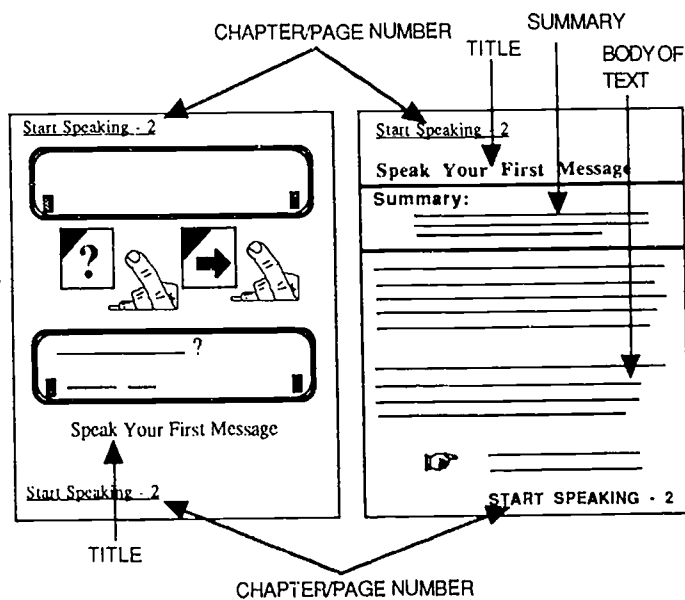 SUMMARY
CHAPTER/PAGE NUMBER
TITLE
BODY OF
TEXT
Start Speaking - 2
?
?
Speak Your First Message
Start Speaking - 2
Start Speaking - 2
Speak Your First Message
Summary:
START SPEAKING - 2
TITLE
CHAPTER/PAGE NUMBER